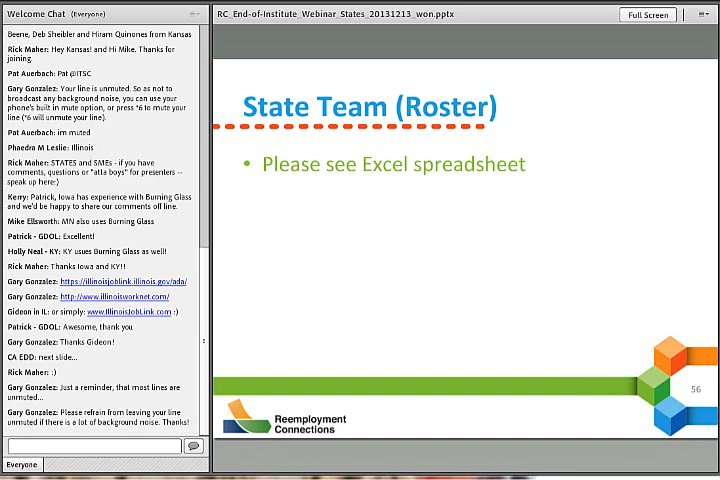 Welcome Chat (Everyone)
Beene, Deb Sheibler and Hiram Quinones from Kansas
Rick Maher: Hey Kansas! and Hi Mike. Thanks for
joining.
Pat Auerbach: Pat @ITSC
Gary Gonzalez: Your line is unmuted. So as not to
broadcast any background noise, you can use your
phone's built in mute option, or press *6 to mute your
line (*6 will unmute your line).
Pat Auerbach: im muted
Phaedra M Leslie: Illinois
Rick Maher: STATES and SMEs - if you have
comments, questions or "atta boys" for presenters --
speak up here:)
Kerry: Patrick, Iowa has experience with Burning Glass
and we'd be happy to share our comments off line.
Mike Ellsworth: MN also uses Burning Glass
Patrick - GDOL: Excellent!
Holly Neal - KY: KY usues Burning Glass as well!
Rick Maher: Thanks Iowa and KY!!
Gary Gonzalez: https://illinoisjoblink.illinois.gov/ada/
Gary Gonzalez: http://www.illinoisworknet.com/
Gideon in IL: or simply: www.IllinoisJobLink.com :)
Patrick - GDOL: Awesome, thank you
Gary Gonzalez: Thanks Gideon!
CA EDD: next slide...
Rick Maher: :)
Gary Gonzalez: Just a reminder, that most lines are
unmuted...
Gary Gonzalez: Please refrain from leaving your line
unmuted if there is a lot of background noise. Thanks!
Everyone
RC_End-of-Institute_Webinar_States_20131213_won.pptx
Full Screen
State Team (Roster)
• Please see Excel spreadsheet
56
Reemployment
Connections